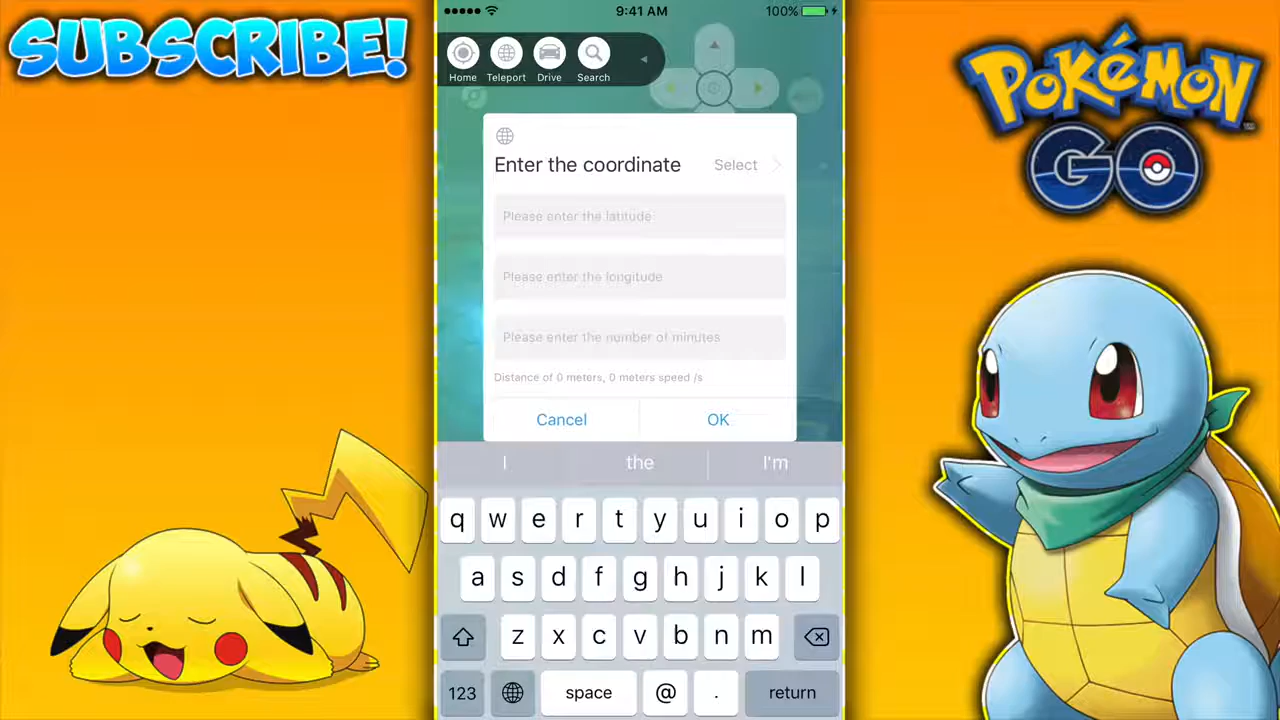 SUBSCRIBE!
9:41 AM
100%
Home Teleport Drive Search
POKÉMON
GO
Enter the coordinate
Select
Please enter the latitude
Please enter the longitude
Please enter the number of minutes
Distance of 0 meters, 0 meters speed /s
Cancel OK
I the I'm
q w e r t y u i o p
a s d f g h j k l
z x c v b n m
123 space @ . return